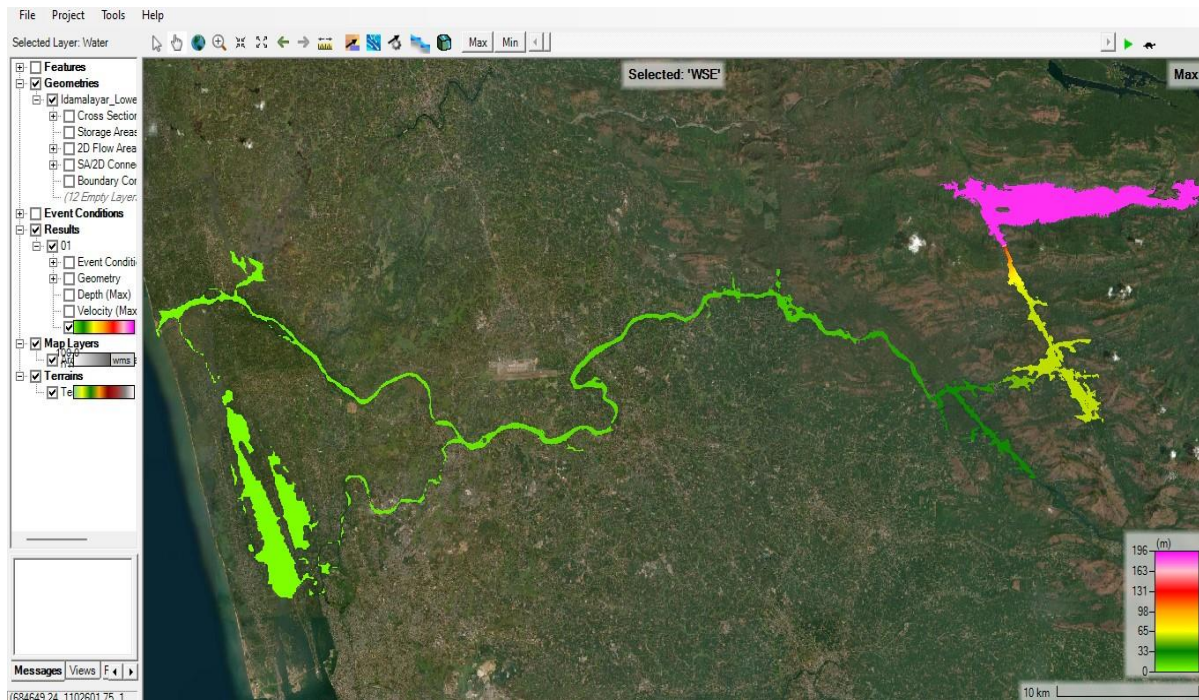 File Project Tools Help
Selected Layer: Water
Max Min
Selected: 'WSE'
Max
Features
Geometries
Idamalayar_Lowe
Cross Section
Storage Areas
2D Flow Area
SA/2D Conne
Boundary Cor
(12 Empty Layer
Event Conditions
Results
01
Event Conditi
Geometry
Depth (Max)
Velocity (Max
Map Layers
wms
Terrains
Te
(m)
196
163
131
98
65
33
0
10 km
Messages Views F
(684649.24, 1102601.75, 1